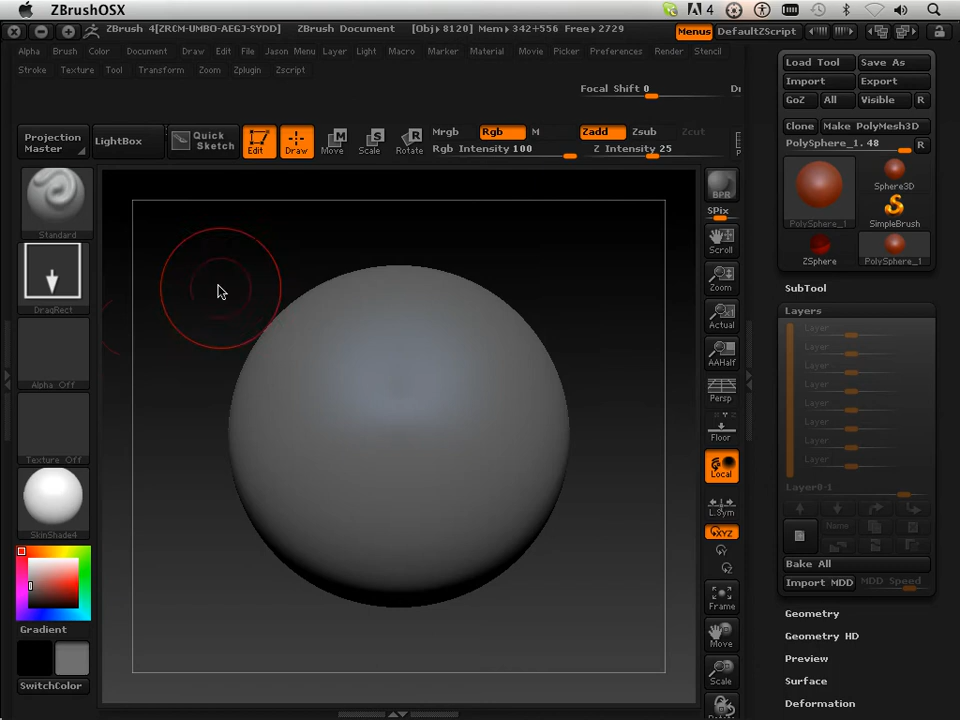 ZBrushOSX
4
ZBrush 4[ZRCM-UMBO-AEGJ-SYDD] ZBrush Document [Obj> 8120] Mem> 342+556 Free> 2729
Menus DefaultZScript
Alpha Brush Color Document Draw Edit File Jason Menu Layer Light Macro Marker Material Movie Picker Preferences Render Stencil
Stroke Texture Tool Transform Zoom Zplugin Zscript
Focal Shift 0
Projection Master
LightBox
Quick Sketch
Edit Draw Move Scale Rotate
Mrgb Rgb M Zadd Zsub Zcut
Rgb Intensity 100 Z Intensity 25
Standard
DragRect
Alpha Off
Texture Off
SkinShade4
Gradient
SwitchColor
BPR
SPix
Scroll
Zoom
Actual
AAHalf
Persp
Floor
Local
L.Sym
XYZ
Y
Z
Frame
Move
Scale
Load Tool Save As
Import Export
GoZ All Visible R
Clone Make PolyMesh3D
PolySphere_1. 48 R
PolySphere_1 Sphere3D
SimpleBrush
ZSphere PolySphere_1
SubTool
Layers
Layer
Layer
Layer
Layer
Layer
Layer
Layer
Layer
Layer0-1
Name
Bake All
Import MDD MDD Speed
Geometry
Geometry HD
Preview
Surface
Deformation